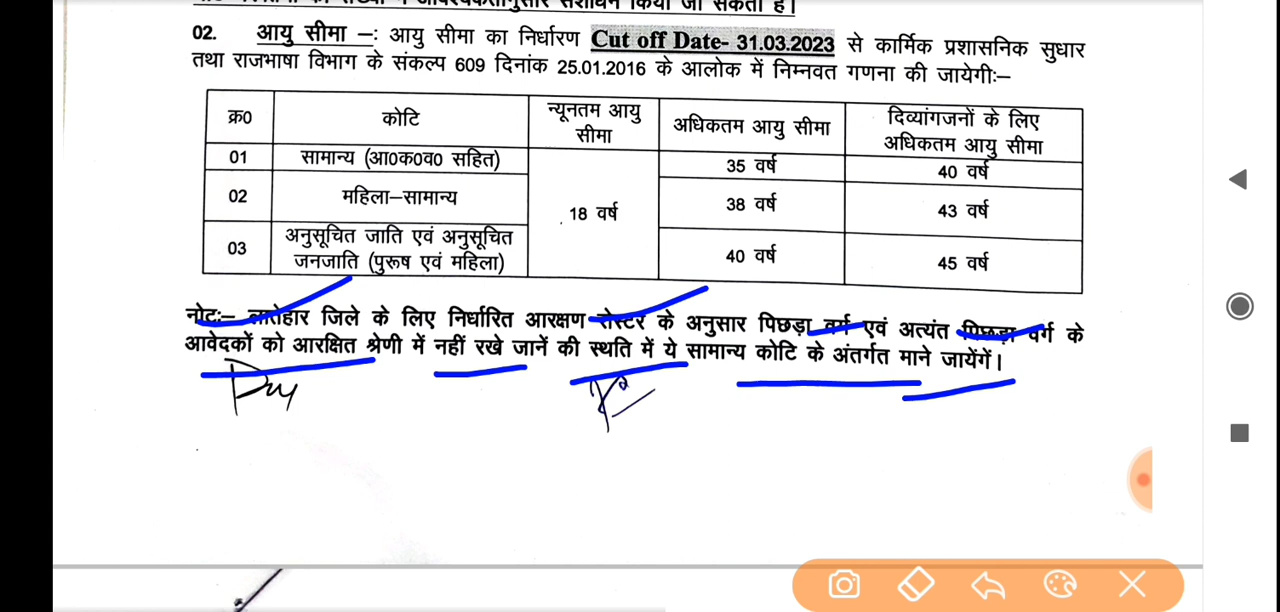 02. आयु सीमा –: आयु सीमा का निर्धारण Cut off Date- 31.03.2023 से कार्मिक प्रशासनिक सुधार
तथा राजभाषा विभाग के संकल्प 609 दिनांक 25.01.2016 के आलोक में निम्नवत गणना की जायेगीः–
क्र0 कोटि न्यूनतम आयु सीमा अधिकतम आयु सीमा दिव्यांगजनों के लिए अधिकतम आयु सीमा
01 सामान्य (आ0क0व0 सहित) 18 वर्ष 35 वर्ष 40 वर्ष
02 महिला–सामान्य 38 वर्ष 43 वर्ष
03 अनुसूचित जाति एवं अनुसूचित जनजाति (पुरूष एवं महिला) 40 वर्ष 45 वर्ष
नोटः– लातेहार जिले के लिए निर्धारित आरक्षण रोस्टर के अनुसार पिछड़ा वर्ग एवं अत्यंत पिछड़ा वर्ग के
आवेदकों को आरक्षित श्रेणी में नहीं रखे जानें की स्थति में ये सामान्य कोटि के अंतर्गत माने जायेगें।